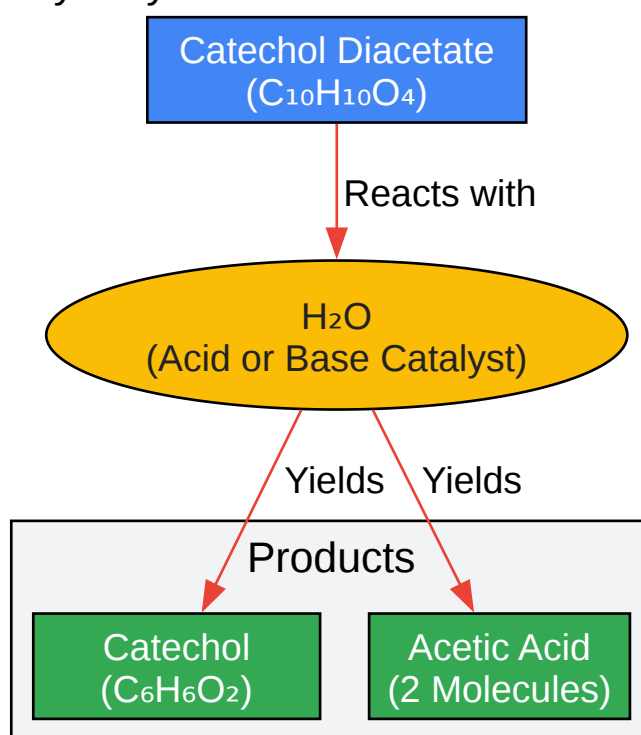 Catechol Diacetate
(C₁₀H₁₀O₄)
Reacts with
H₂O
(Acid or Base Catalyst)
Yields Yields
Products
Catechol
(C₆H₆O₂)
Acetic Acid
(2 Molecules)